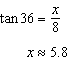 tan 36 = x/8
x ≈ 5.8